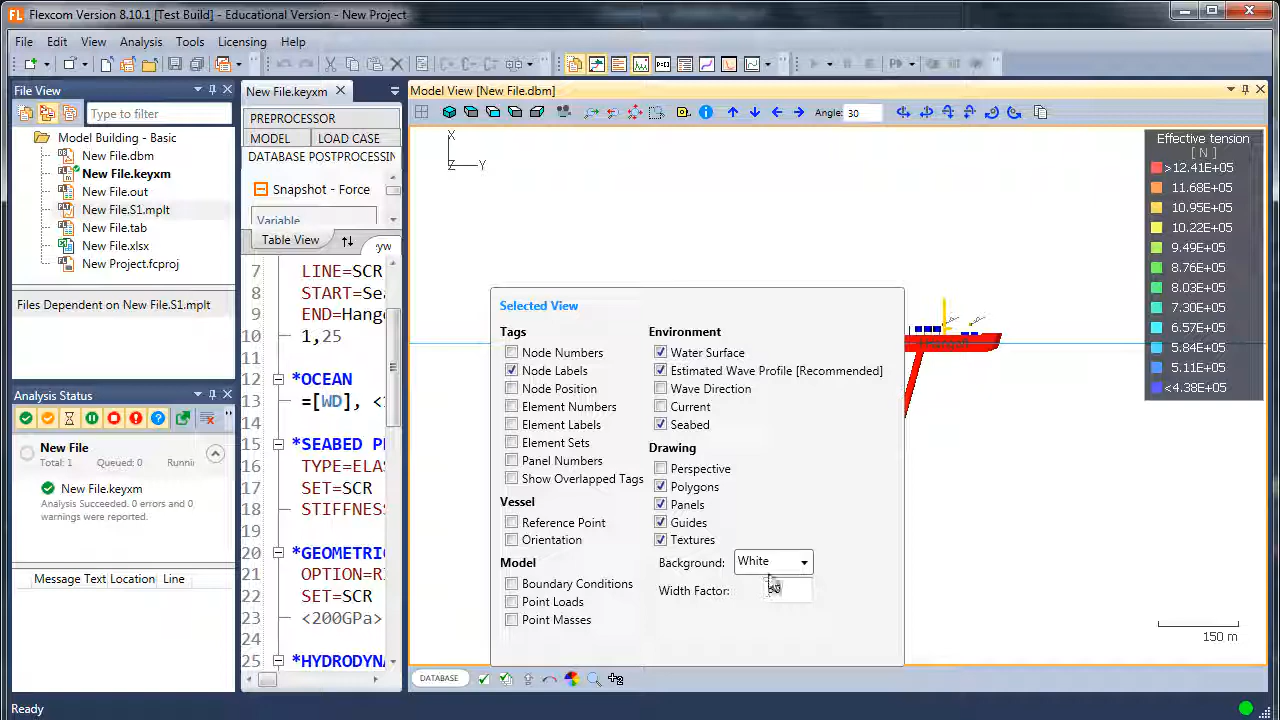 Flexcom Version 8.10.1 [Test Build] - Educational Version - New Project
File Edit View Analysis Tools Licensing Help
File View
Type to filter
Model Building - Basic
New File.dbm
New File.keyxm
New File.out
New File.S1.mplt
New File.tab
New File.xlsx
New Project.fcproj
Files Dependent on New File.S1.mplt
Analysis Status
New File
Total: 1 Queued: 0 Runni
New File.keyxm
Analysis Succeeded. 0 errors and 0
warnings were reported.
Message Text Location Line
New File.keyxm
PREPROCESSOR
MODEL LOAD CASE
DATABASE POSTPROCESSIN
Snapshot - Force
Variable
Table View
7 LINE=SCR
8 START=Sea
9 END=Hango
10 1,25
11
12 *OCEAN
13 =[WD], <
14
15 *SEABED P
16 TYPE=ELA
17 SET=SCR
18 STIFFNES
19
20 *GEOMETRI
21 OPTION=RI
22 SET=SCR
23 <200GPa>
24
25 *HYDRODYN
Model View [New File.dbm]
Angle: 30
X
Z Y
Effective tension
[ N ]
>12.41E+05
11.68E+05
10.95E+05
10.22E+05
9.49E+05
8.76E+05
8.03E+05
7.30E+05
6.57E+05
5.84E+05
5.11E+05
<4.38E+05
Selected View
Tags
Node Numbers
Node Labels
Node Position
Element Numbers
Element Labels
Element Sets
Panel Numbers
Show Overlapped Tags
Vessel
Reference Point
Orientation
Model
Boundary Conditions
Point Loads
Point Masses
Environment
Water Surface
Estimated Wave Profile [Recommended]
Wave Direction
Current
Seabed
Drawing
Perspective
Polygons
Panels
Guides
Textures
Background: White
Width Factor:
150 m
DATABASE
Ready